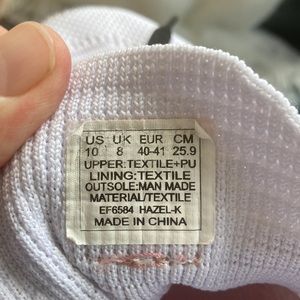 US UK EUR CM
10 8 40-41 25.9
UPPER:TEXTILE+PU
LINING:TEXTILE
OUTSOLE:MAN MADE
MATERIAL/TEXTILE
EF6584 HAZEL-K
MADE IN CHINA